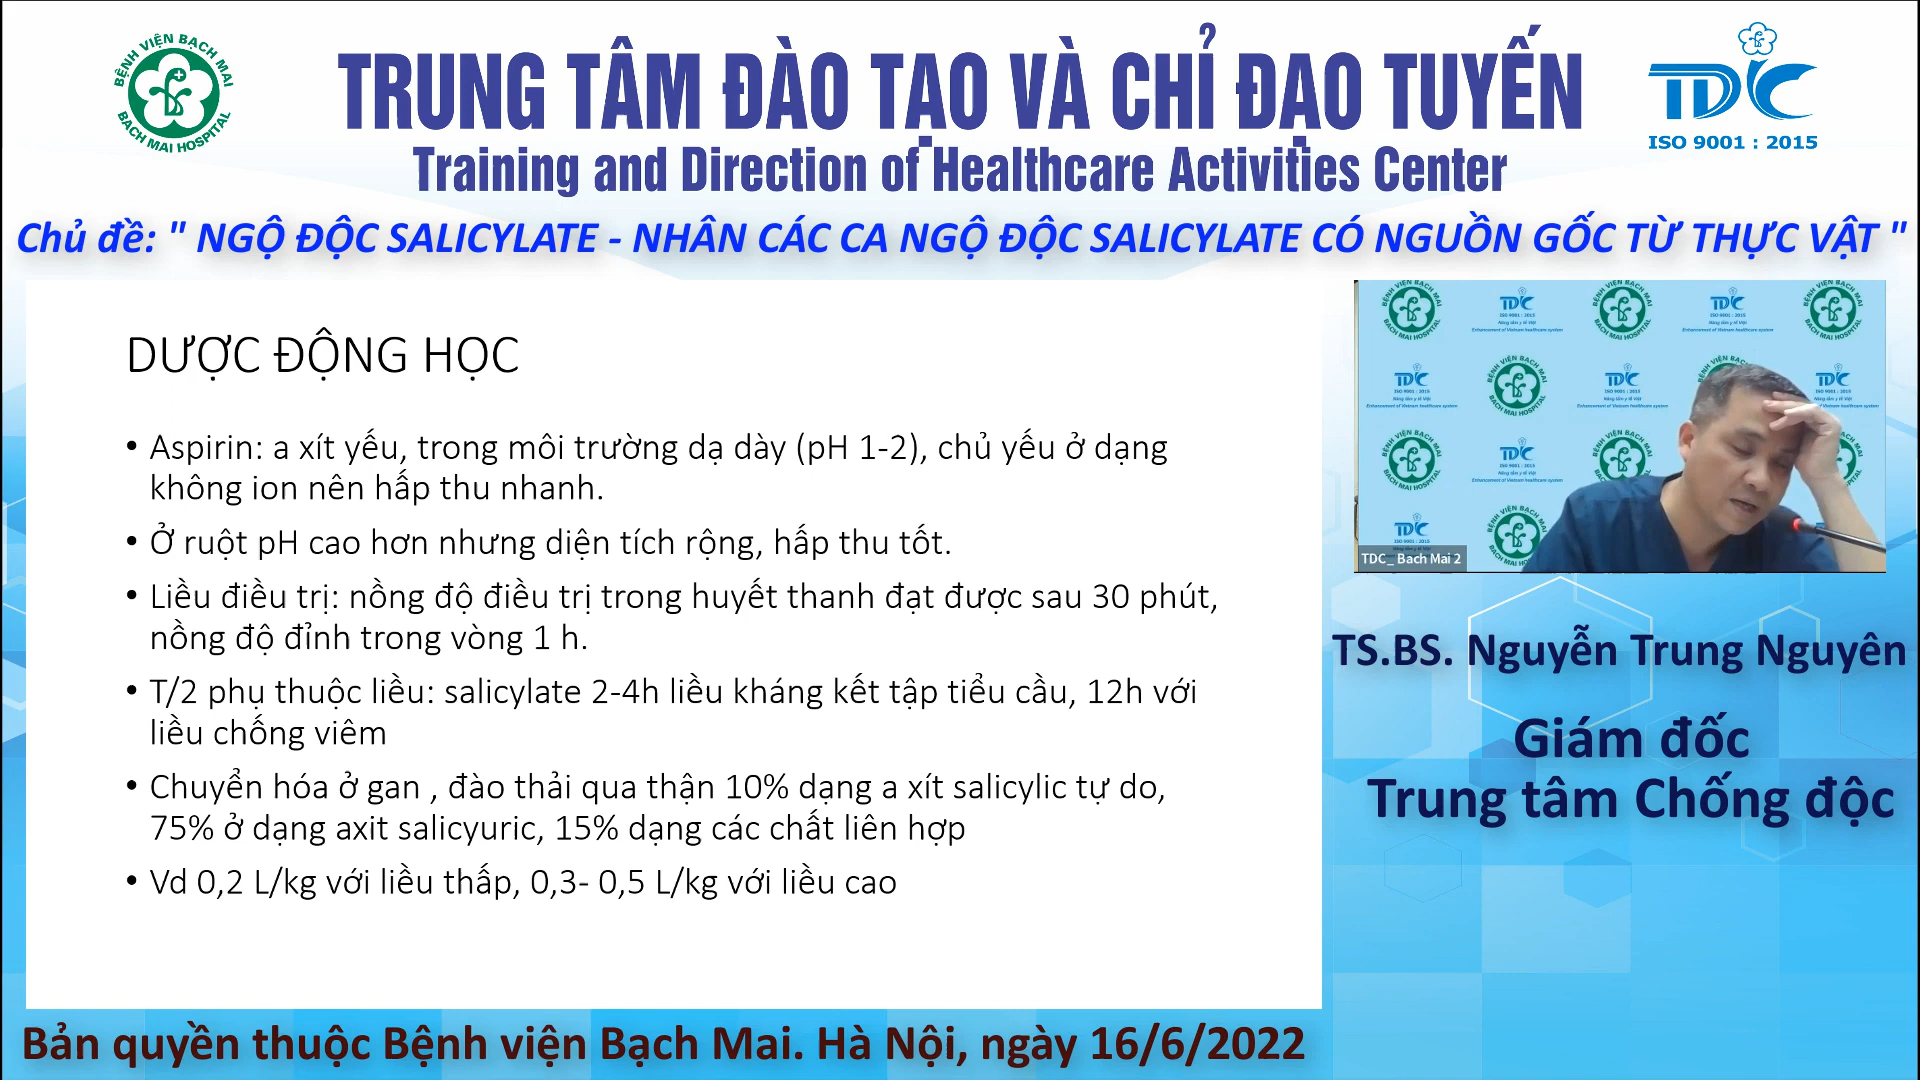 BỆNH VIỆN BẠCH MAI
BACH MAI HOSPITAL
TRUNG TÂM ĐÀO TẠO VÀ CHỈ ĐẠO TUYẾN
Training and Direction of Healthcare Activities Center
TDC
ISO 9001 : 2015
Chủ đề: " NGỘ ĐỘC SALICYLATE - NHÂN CÁC CA NGỘ ĐỘC SALICYLATE CÓ NGUỒN GỐC TỪ THỰC VẬT "
DƯỢC ĐỘNG HỌC
• Aspirin: a xít yếu, trong môi trường dạ dày (pH 1-2), chủ yếu ở dạng
không ion nên hấp thu nhanh.
• Ở ruột pH cao hơn nhưng diện tích rộng, hấp thu tốt.
• Liều điều trị: nồng độ điều trị trong huyết thanh đạt được sau 30 phút,
nồng độ đỉnh trong vòng 1 h.
• T/2 phụ thuộc liều: salicylate 2-4h liều kháng kết tập tiểu cầu, 12h với
liều chống viêm
• Chuyển hóa ở gan , đào thải qua thận 10% dạng a xít salicylic tự do,
75% ở dạng axit salicyuric, 15% dạng các chất liên hợp
• Vd 0,2 L/kg với liều thấp, 0,3- 0,5 L/kg với liều cao
TDC_ Bach Mai 2
TS.BS. Nguyễn Trung Nguyên
Giám đốc
Trung tâm Chống độc
Bản quyền thuộc Bệnh viện Bạch Mai. Hà Nội, ngày 16/6/2022